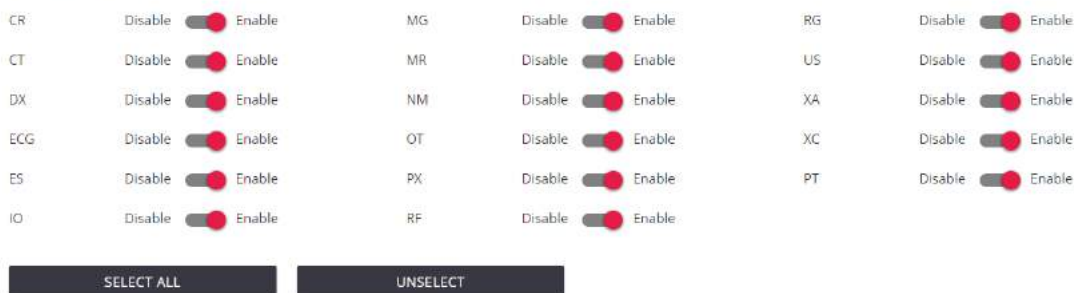 CR Disable Enable MG Disable Enable RG Disable Enable
CT Disable Enable MR Disable Enable US Disable Enable
DX Disable Enable NM Disable Enable XA Disable Enable
ECG Disable Enable OT Disable Enable XC Disable Enable
ES Disable Enable PX Disable Enable PT Disable Enable
IO Disable Enable RF Disable Enable
SELECT ALL UNSELECT